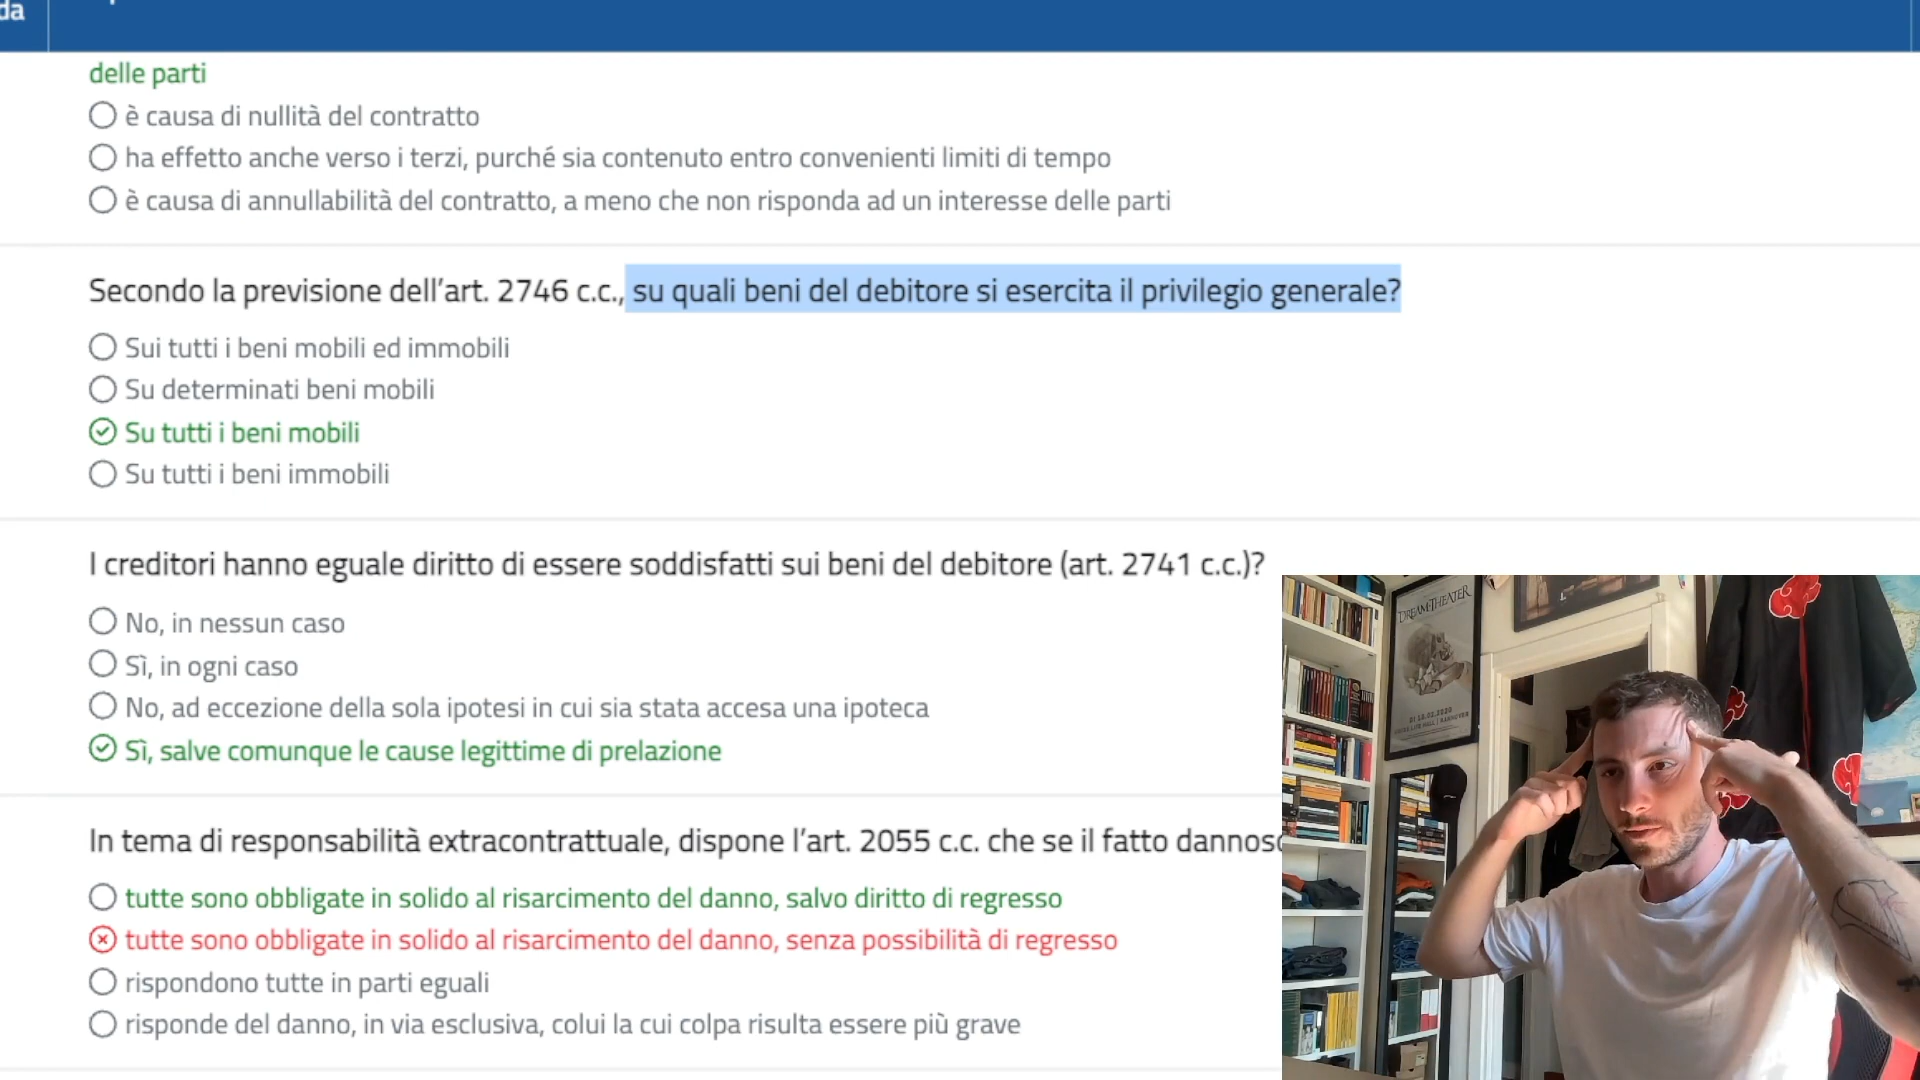 da
delle parti
è causa di nullità del contratto
ha effetto anche verso i terzi, purché sia contenuto entro convenienti limiti di tempo
è causa di annullabilità del contratto, a meno che non risponda ad un interesse delle parti
Secondo la previsione dell'art. 2746 c.c., su quali beni del debitore si esercita il privilegio generale?
Sui tutti i beni mobili ed immobili
Su determinati beni mobili
Su tutti i beni mobili
Su tutti i beni immobili
I creditori hanno eguale diritto di essere soddisfatti sui beni del debitore (art. 2741 c.c.)?
No, in nessun caso
Sì, in ogni caso
No, ad eccezione della sola ipotesi in cui sia stata accesa una ipoteca
Sì, salve comunque le cause legittime di prelazione
In tema di responsabilità extracontrattuale, dispone l'art. 2055 c.c. che se il fatto dannoso
tutte sono obbligate in solido al risarcimento del danno, salvo diritto di regresso
tutte sono obbligate in solido al risarcimento del danno, senza possibilità di regresso
rispondono tutte in parti eguali
risponde del danno, in via esclusiva, colui la cui colpa risulta essere più grave
DREAM THEATER